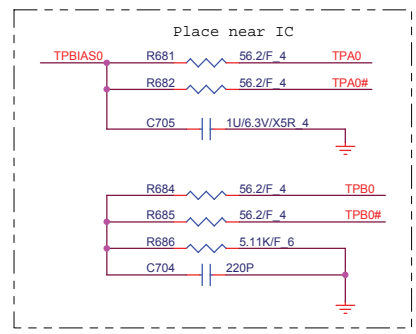 Place near IC
TPBIAS0 R681 56.2/F_4 TPA0
R682 56.2/F_4 TPA0#
C705 1U/6.3V/X5R_4
R684 56.2/F_4 TPB0
R685 56.2/F_4 TPB0#
R686 5.11K/F_6
C704 220P